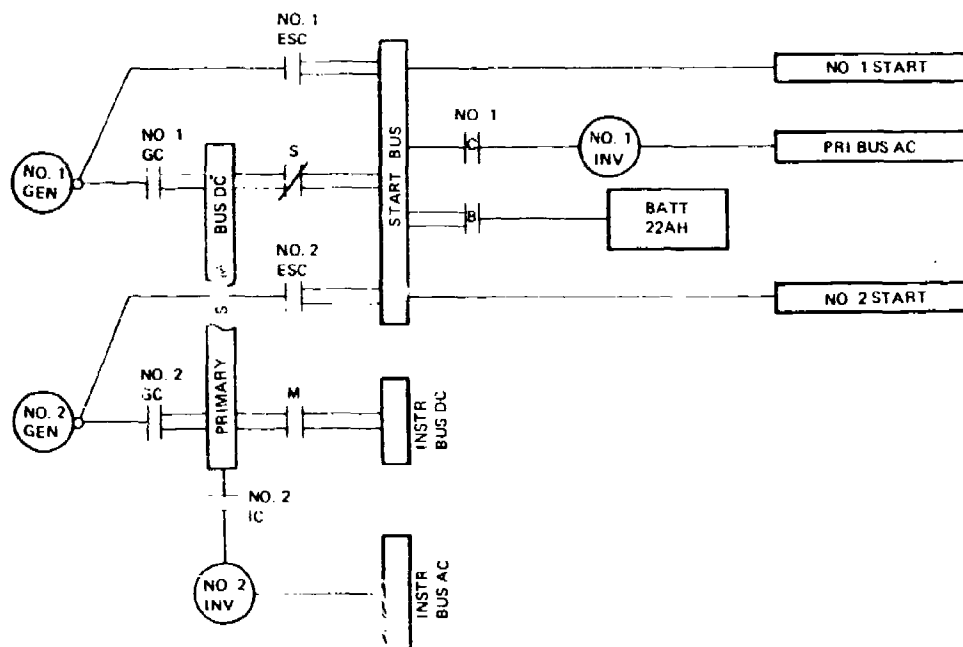 NO. 1
ESC
NO. 1 START
NO. 1
GC
NO. 1
GEN
BUS DC
S
START BUS
NO. 1
C
NO. 1
INV
PRI BUS AC
B
BATT
22AH
NO. 2
ESC
S
NO. 2 START
NO. 2
GC
NO. 2
GEN
PRIMARY
M
INSTR
BUS DC
NO. 2
IC
NO. 2
INV
INSTR
BUS AC